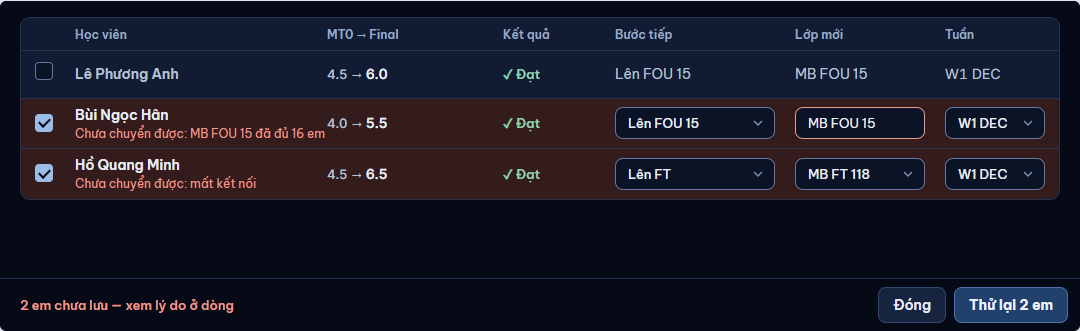 Học viên MT0 → Final Kết quả Bước tiếp Lớp mới Tuần
Lê Phương Anh 4.5 → 6.0 ✓ Đạt Lên FOU 15 MB FOU 15 W1 DEC
Bùi Ngọc Hân
Chưa chuyển được: MB FOU 15 đã đủ 16 em 4.0 → 5.5 ✓ Đạt Lên FOU 15 MB FOU 15 W1 DEC
Hồ Quang Minh
Chưa chuyển được: mất kết nối 4.5 → 6.5 ✓ Đạt Lên FT MB FT 118 W1 DEC
2 em chưa lưu — xem lý do ở dòng Đóng Thử lại 2 em